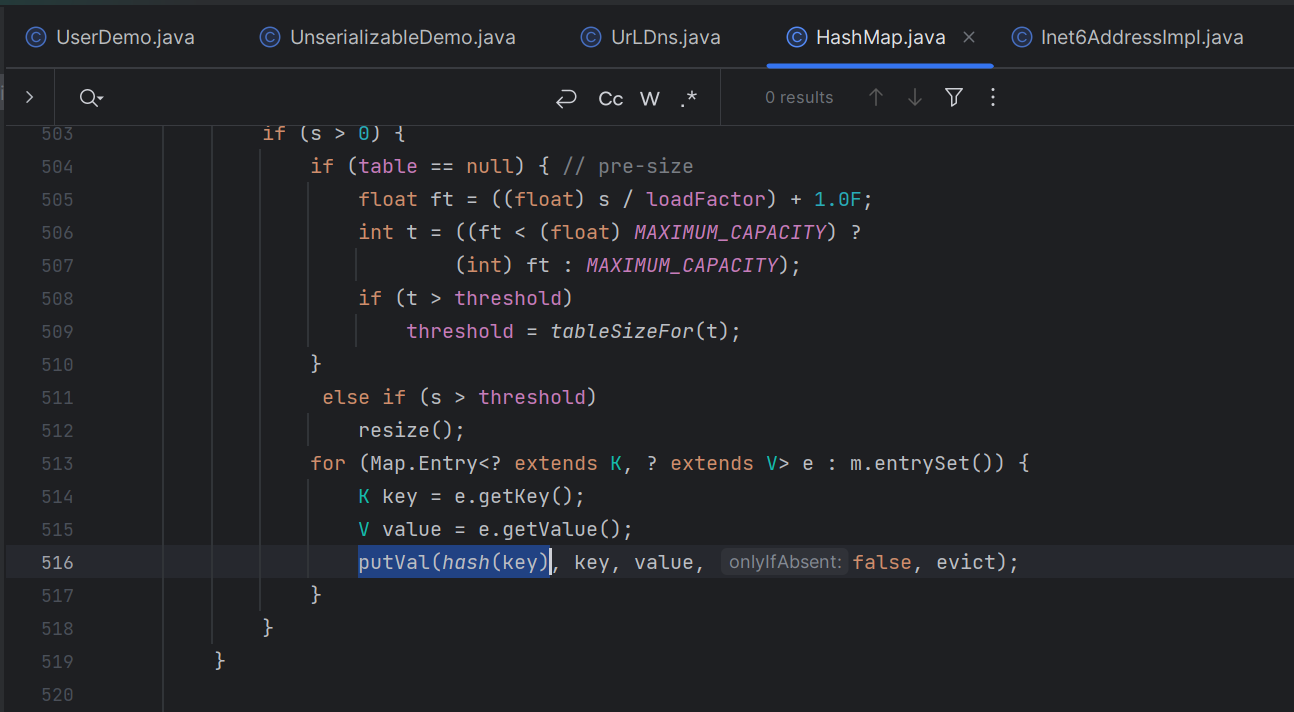 UserDemo.java UnserializableDemo.java UrLDns.java HashMap.java Inet6AddressImpl.java
Cc W .* 0 results
503 if (s > 0) {
504 if (table == null) { // pre-size
505 float ft = ((float) s / loadFactor) + 1.0F;
506 int t = ((ft < (float) MAXIMUM_CAPACITY) ?
507 (int) ft : MAXIMUM_CAPACITY);
508 if (t > threshold)
509 threshold = tableSizeFor(t);
510 }
511 else if (s > threshold)
512 resize();
513 for (Map.Entry<? extends K, ? extends V> e : m.entrySet()) {
514 K key = e.getKey();
515 V value = e.getValue();
516 putVal(hash(key), key, value, onlyIfAbsent: false, evict);
517 }
518 }
519 }
520